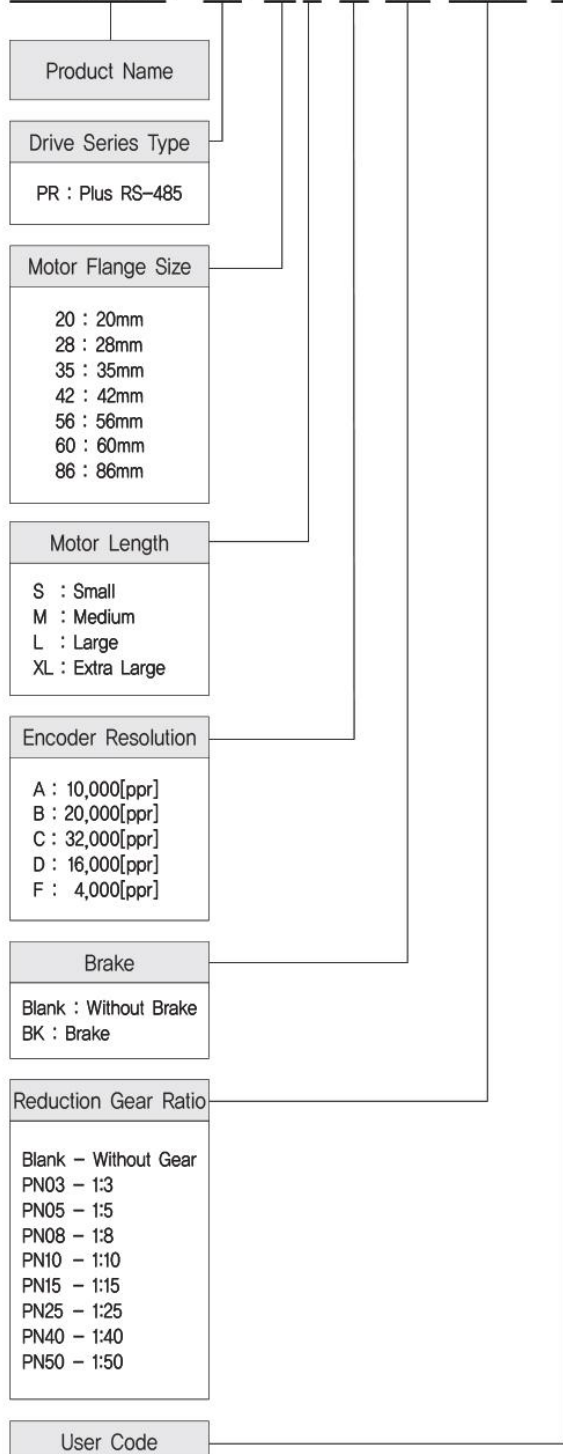 Product Name
Drive Series Type
PR : Plus RS-485
Motor Flange Size
20 : 20mm
28 : 28mm
35 : 35mm
42 : 42mm
56 : 56mm
60 : 60mm
86 : 86mm
Motor Length
S : Small
M : Medium
L : Large
XL : Extra Large
Encoder Resolution
A : 10,000[ppr]
B : 20,000[ppr]
C : 32,000[ppr]
D : 16,000[ppr]
F : 4,000[ppr]
Brake
Blank : Without Brake
BK : Brake
Reduction Gear Ratio
Blank - Without Gear
PN03 - 1:3
PN05 - 1:5
PN08 - 1:8
PN10 - 1:10
PN15 - 1:15
PN25 - 1:25
PN40 - 1:40
PN50 - 1:50
User Code